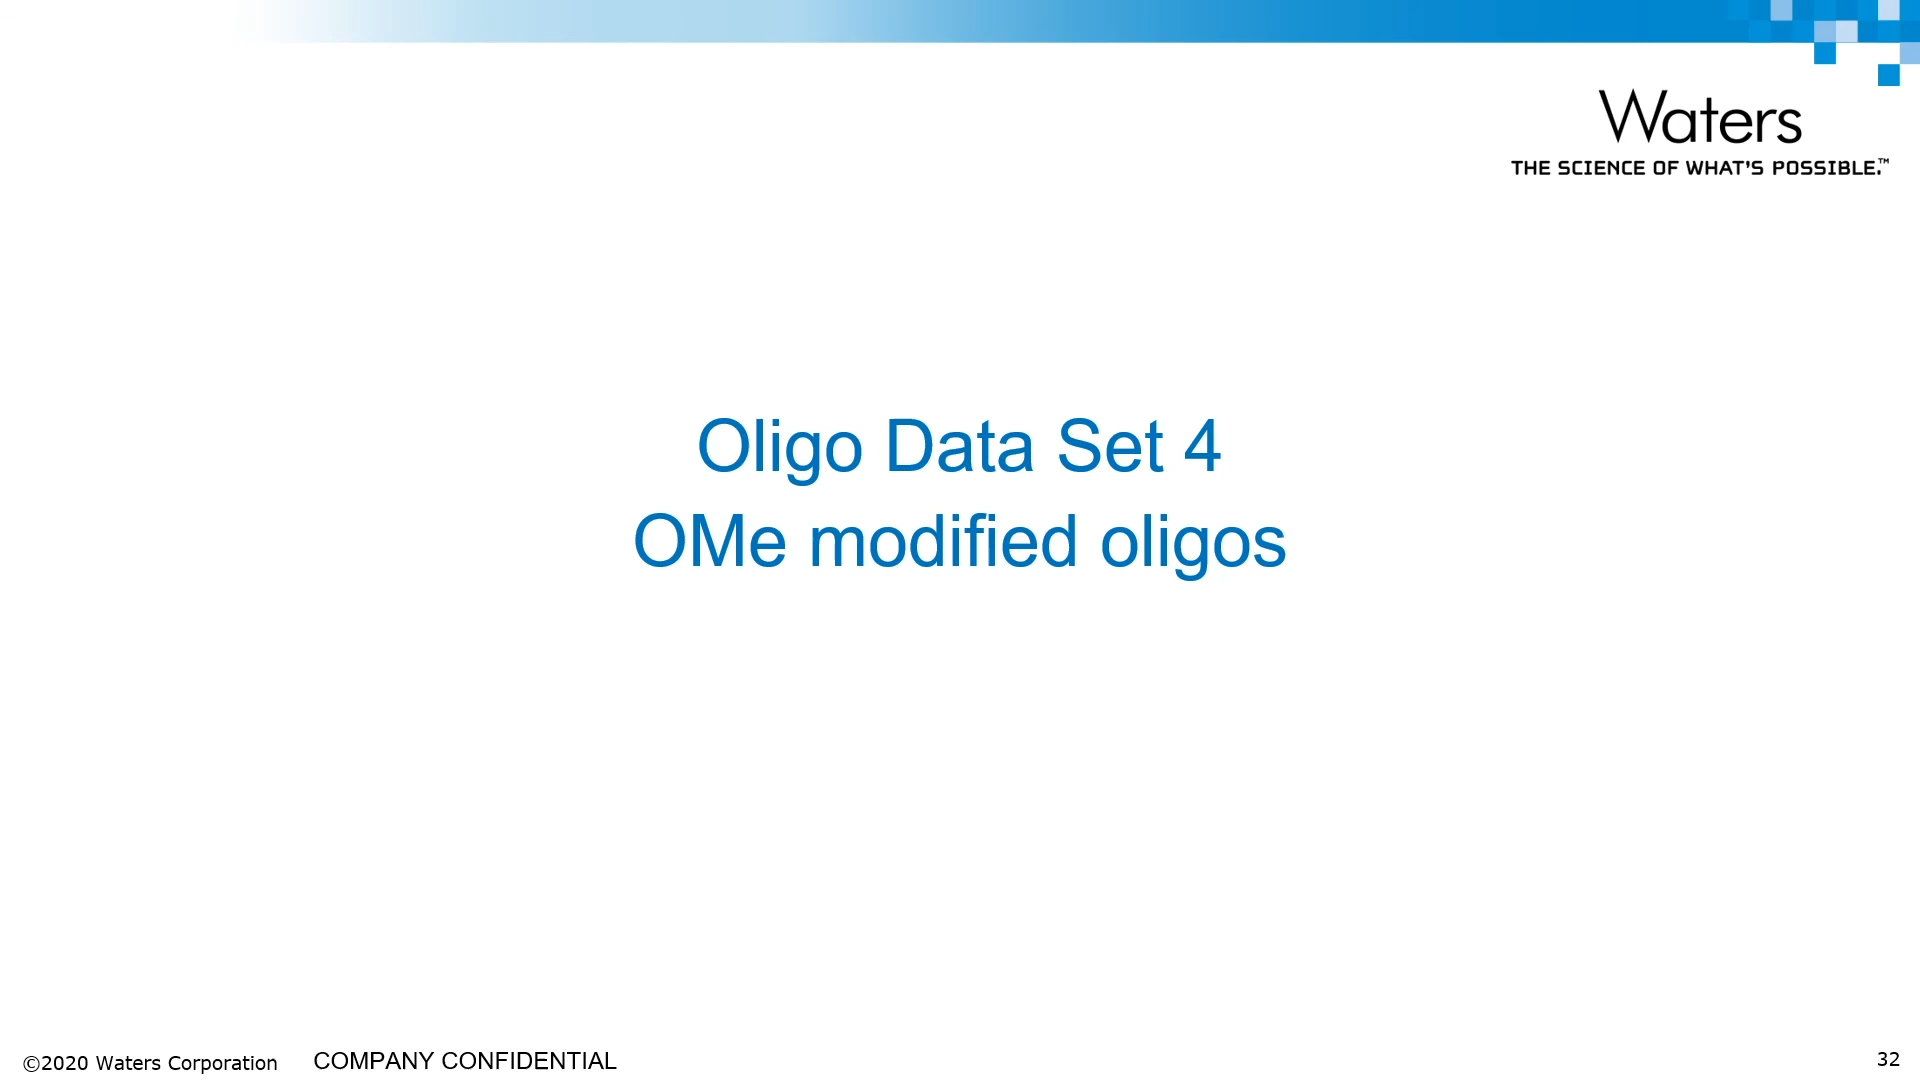 Waters
THE SCIENCE OF WHAT'S POSSIBLE.™
Oligo Data Set 4
OMe modified oligos
©2020 Waters Corporation COMPANY CONFIDENTIAL 32